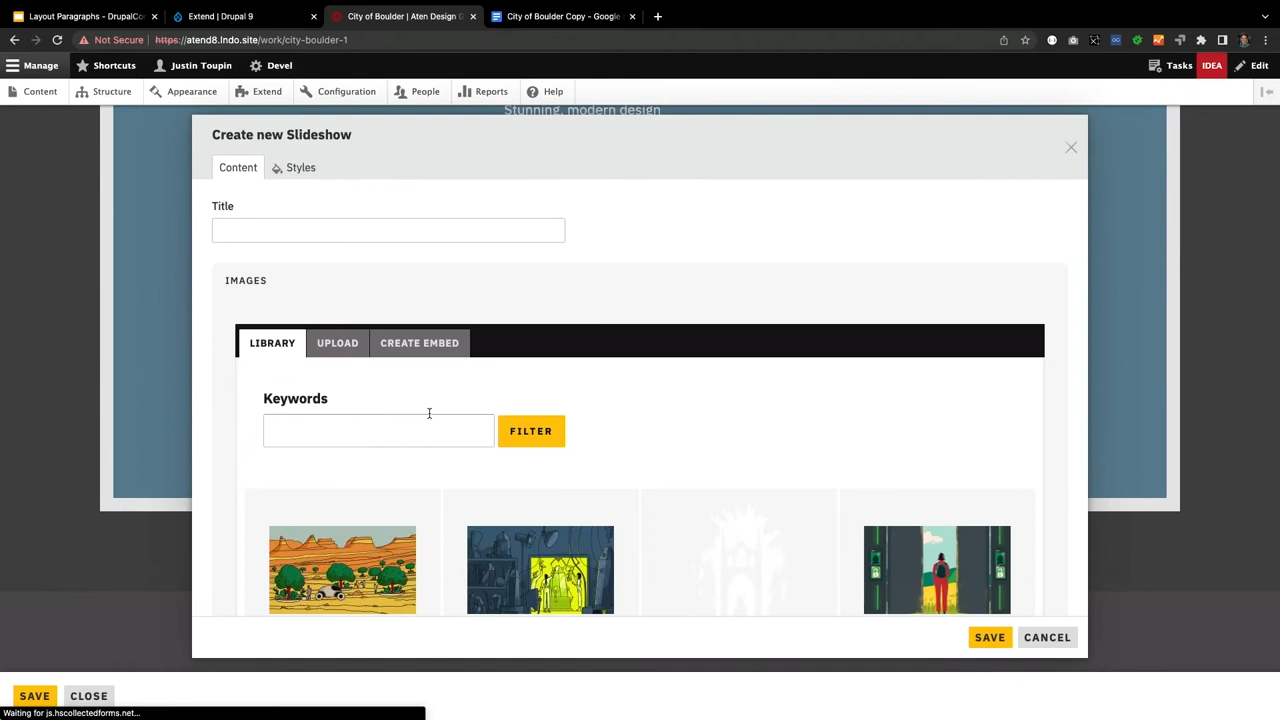 Layout Paragraphs - DrupalCo
Extend | Drupal 9
City of Boulder | Aten Design G
City of Boulder Copy - Google
Not Secure
https://atend8.lndo.site/work/city-boulder-1
Manage
Shortcuts
Justin Toupin
Devel
Tasks
IDEA
Edit
Content
Structure
Appearance
Extend
Configuration
People
Reports
Help
Stunning, modern design
Create new Slideshow
Content
Styles
Title
IMAGES
LIBRARY
UPLOAD
CREATE EMBED
Keywords
FILTER
SAVE
CANCEL
SAVE
CLOSE
Waiting for js.hscollectedforms.net...